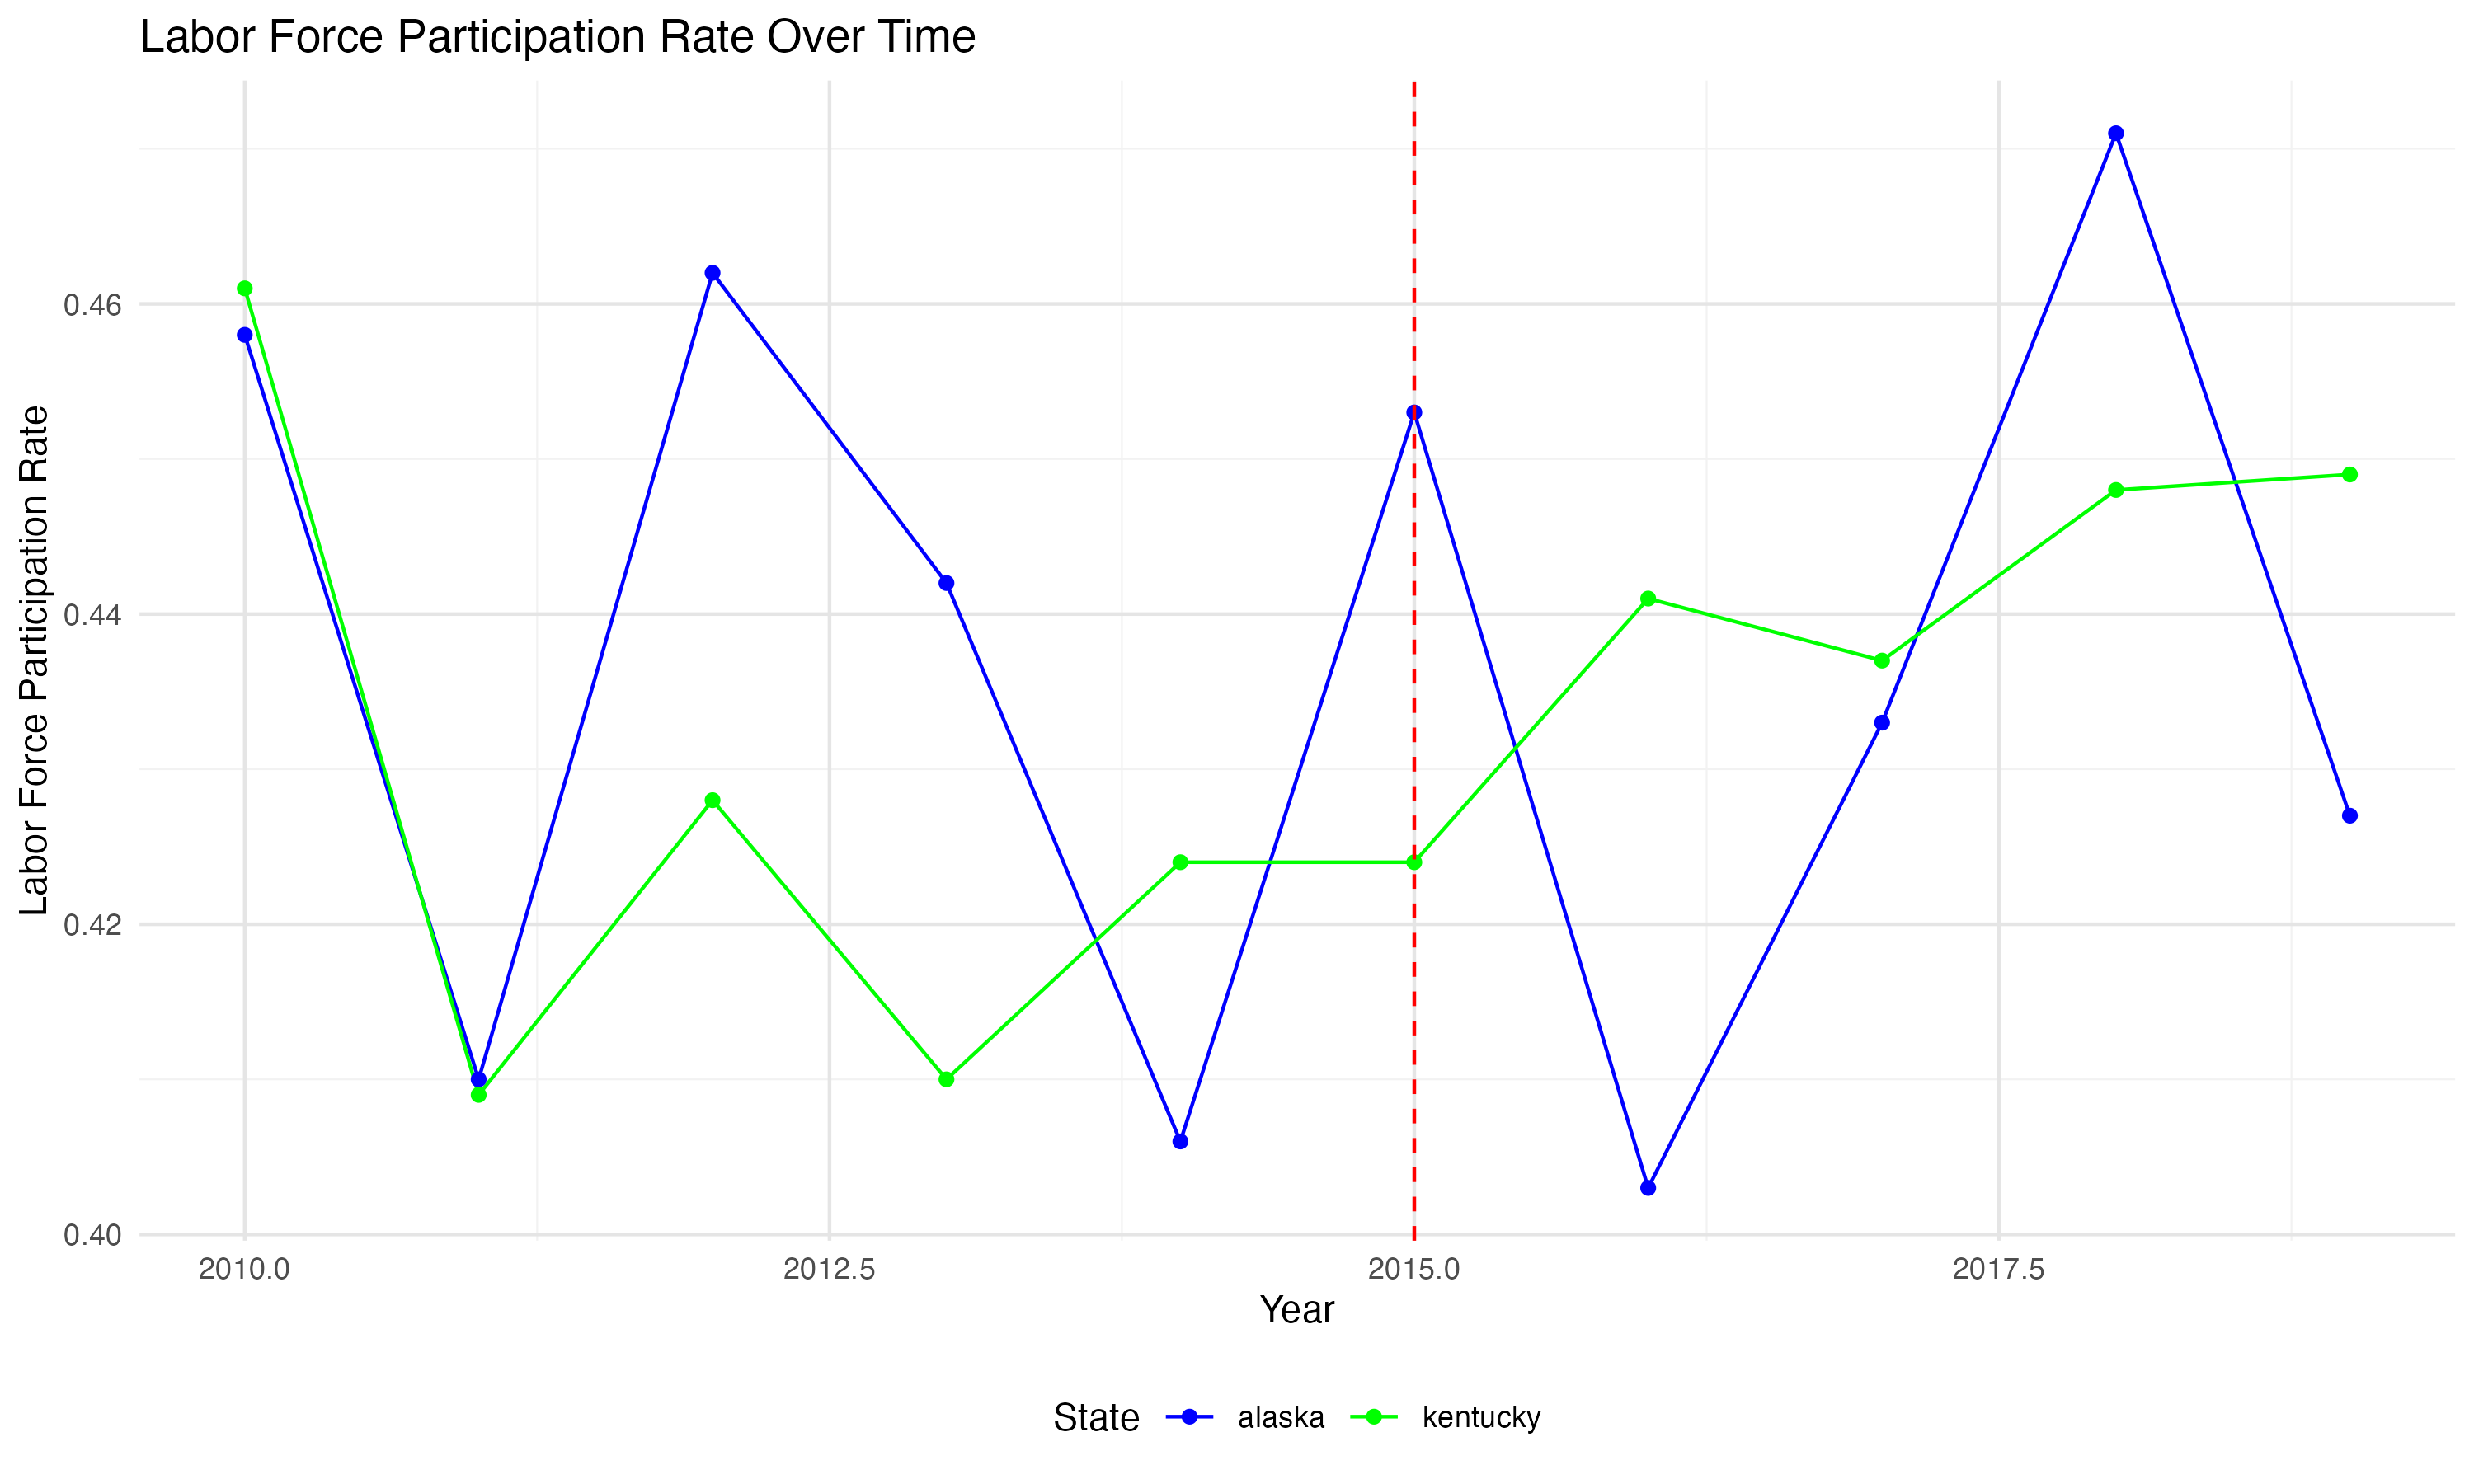 Labor Force Participation Rate Over Time
Labor Force Participation Rate
0.46
0.44
0.42
0.40
2010.0 2012.5 2015.0 2017.5
Year
State alaska kentucky